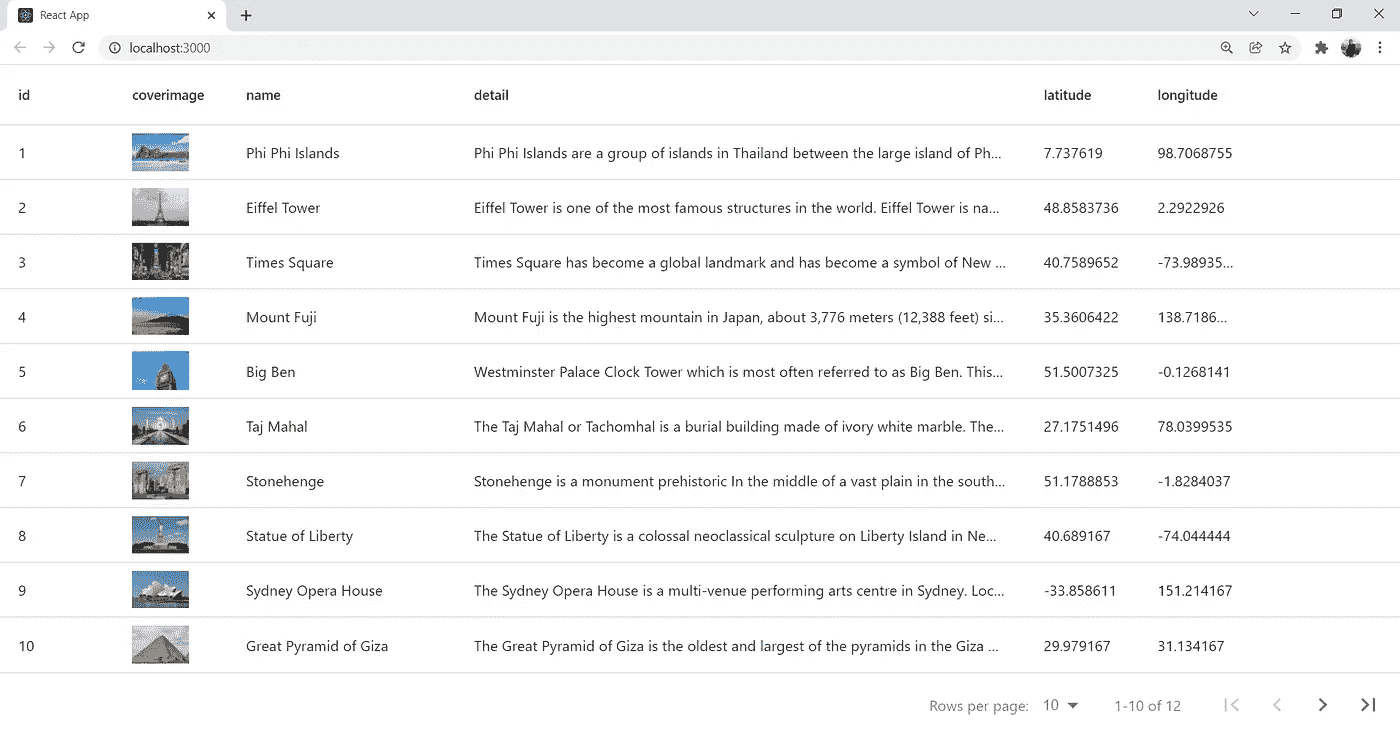 React App
localhost:3000
id coverimage name detail latitude longitude
1 Phi Phi Islands Phi Phi Islands are a group of islands in Thailand between the large island of Ph... 7.737619 98.7068755
2 Eiffel Tower Eiffel Tower is one of the most famous structures in the world. Eiffel Tower is na... 48.8583736 2.2922926
3 Times Square Times Square has become a global landmark and has become a symbol of New ... 40.7589652 -73.98935...
4 Mount Fuji Mount Fuji is the highest mountain in Japan, about 3,776 meters (12,388 feet) si... 35.3606422 138.7186...
5 Big Ben Westminster Palace Clock Tower which is most often referred to as Big Ben. This... 51.5007325 -0.1268141
6 Taj Mahal The Taj Mahal or Tachomhal is a burial building made of ivory white marble. The... 27.1751496 78.0399535
7 Stonehenge Stonehenge is a monument prehistoric In the middle of a vast plain in the south... 51.1788853 -1.8284037
8 Statue of Liberty The Statue of Liberty is a colossal neoclassical sculpture on Liberty Island in Ne... 40.689167 -74.044444
9 Sydney Opera House The Sydney Opera House is a multi-venue performing arts centre in Sydney. Loc... -33.858611 151.214167
10 Great Pyramid of Giza The Great Pyramid of Giza is the oldest and largest of the pyramids in the Giza ... 29.979167 31.134167
Rows per page: 10 1-10 of 12